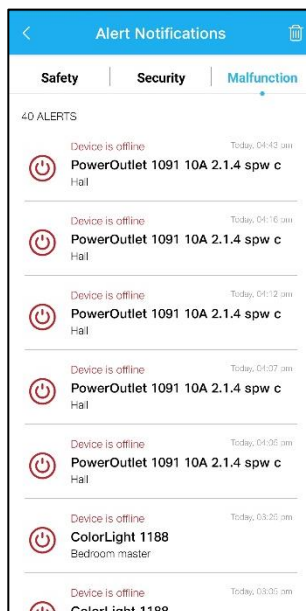 Alert Notifications
Safety Security Malfunction
40 ALERTS
Device is offline Today, 04:43 pm
PowerOutlet 1091 10A 2.1.4 spw c
Hall
Device is offline Today, 04:16 pm
PowerOutlet 1091 10A 2.1.4 spw c
Hall
Device is offline Today, 04:12 pm
PowerOutlet 1091 10A 2.1.4 spw c
Hall
Device is offline Today, 04:07 pm
PowerOutlet 1091 10A 2.1.4 spw c
Hall
Device is offline Today, 04:05 pm
PowerOutlet 1091 10A 2.1.4 spw c
Hall
Device is offline Today, 03:25 pm
ColorLight 1188
Bedroom master
Device is offline Today, 03:05 pm
ColorLight 1188